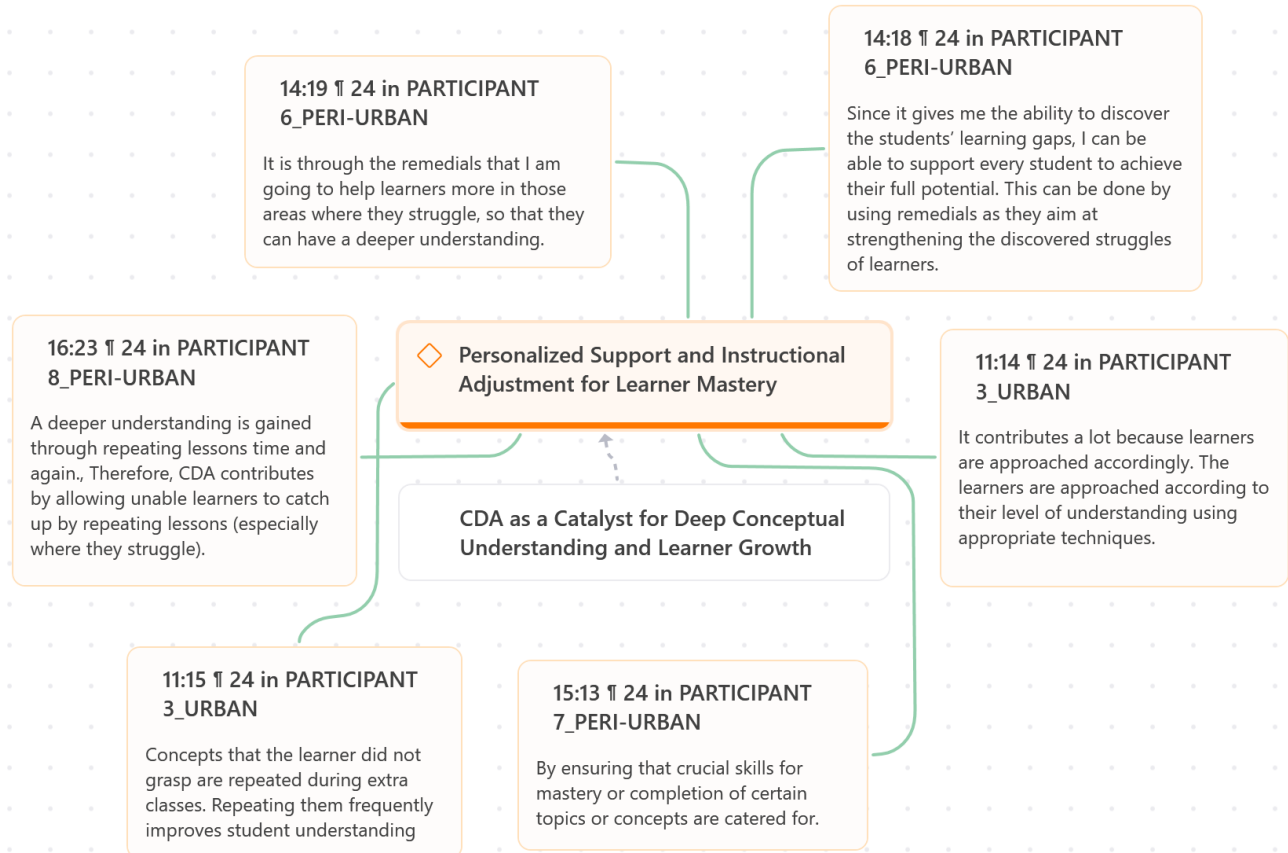 14:19 ¶ 24 in PARTICIPANT
6_PERI-URBAN
It is through the remedials that I am
going to help learners more in those
areas where they struggle, so that they
can have a deeper understanding.
14:18 ¶ 24 in PARTICIPANT
6_PERI-URBAN
Since it gives me the ability to discover
the students’ learning gaps, I can be
able to support every student to achieve
their full potential. This can be done by
using remedials as they aim at
strengthening the discovered struggles
of learners.
16:23 ¶ 24 in PARTICIPANT
8_PERI-URBAN
A deeper understanding is gained
through repeating lessons time and
again., Therefore, CDA contributes
by allowing unable learners to catch
up by repeating lessons (especially
where they struggle).
Personalized Support and Instructional
Adjustment for Learner Mastery
11:14 ¶ 24 in PARTICIPANT
3_URBAN
It contributes a lot because learners
are approached accordingly. The
learners are approached according to
their level of understanding using
appropriate techniques.
CDA as a Catalyst for Deep Conceptual
Understanding and Learner Growth
11:15 ¶ 24 in PARTICIPANT
3_URBAN
Concepts that the learner did not
grasp are repeated during extra
classes. Repeating them frequently
improves student understanding
15:13 ¶ 24 in PARTICIPANT
7_PERI-URBAN
By ensuring that crucial skills for
mastery or completion of certain
topics or concepts are catered for.